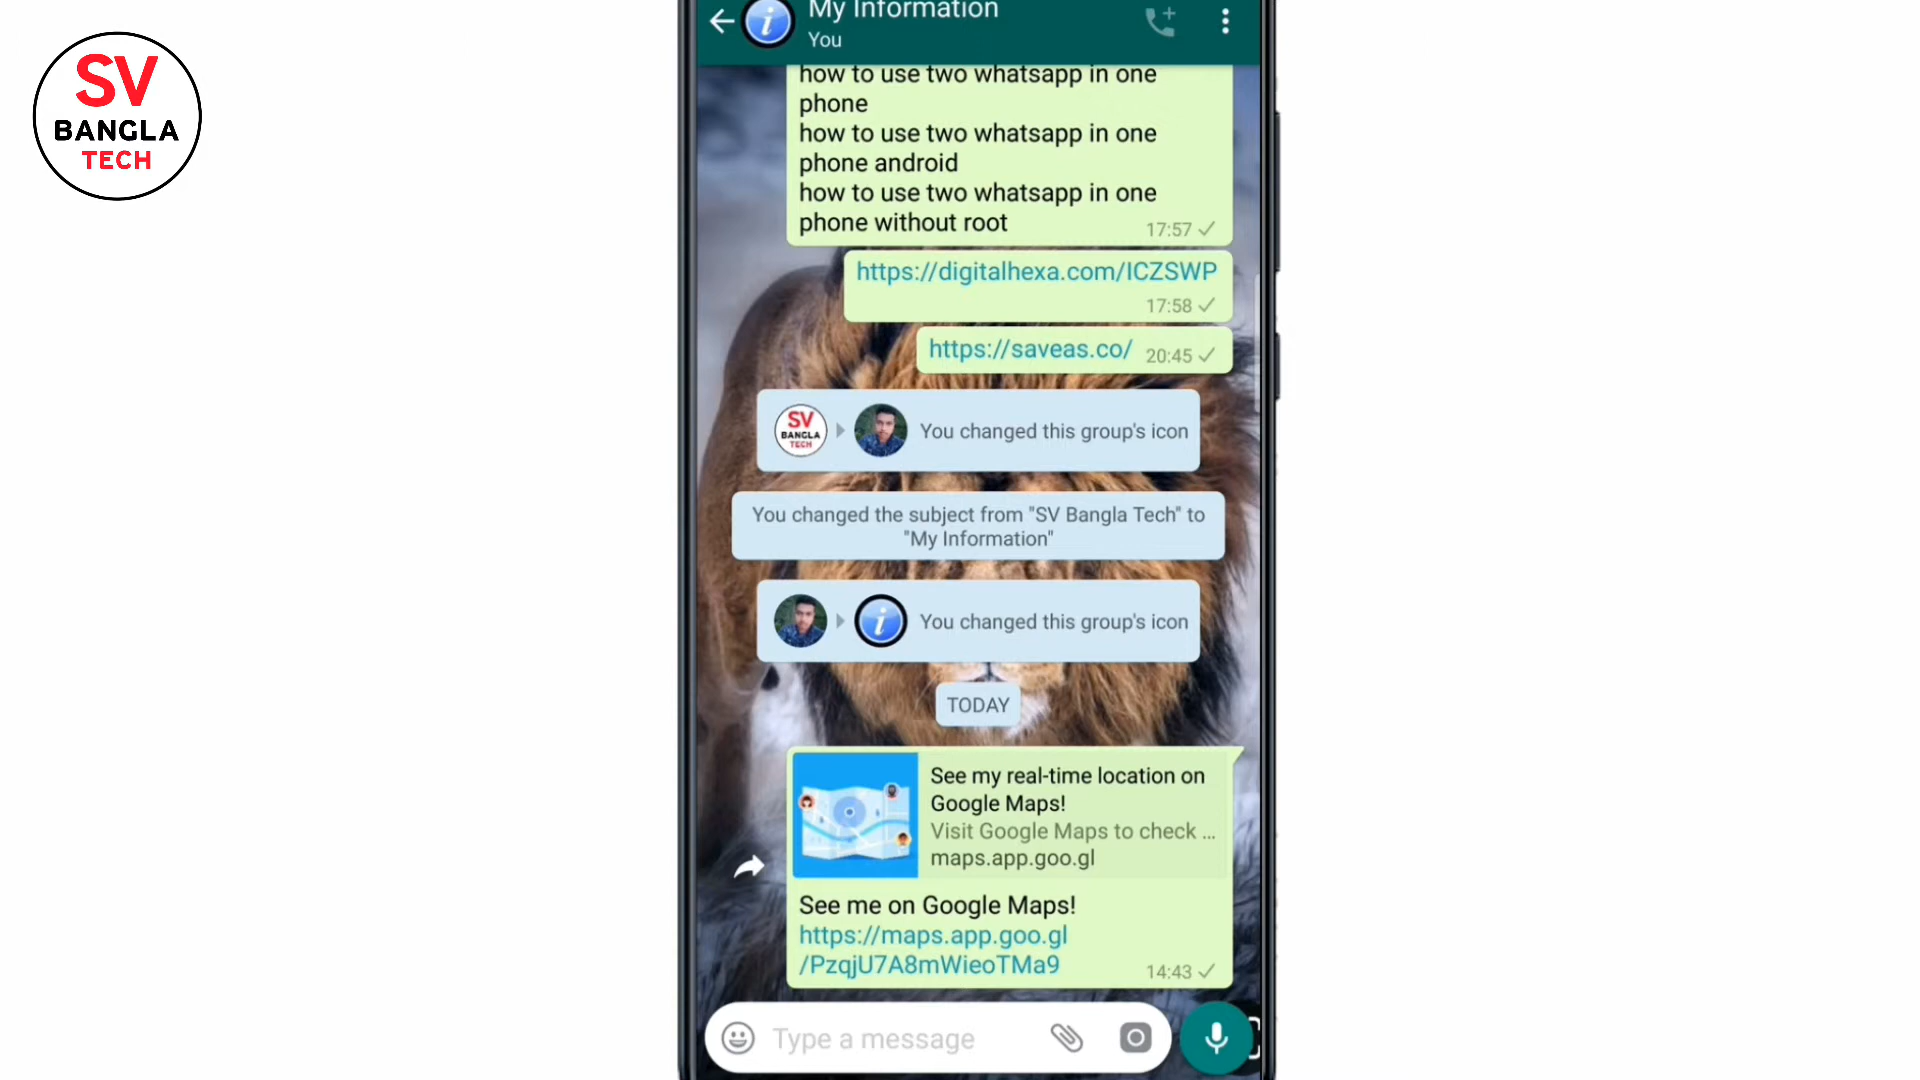 SV
BANGLA
TECH
My Information
You
how to use two whatsapp in one
phone
how to use two whatsapp in one
phone android
how to use two whatsapp in one
phone without root
17:57
https://digitalhexa.com/ICZSWP
17:58
https://saveas.co/ 20:45
SV
BANGLA
TECH
You changed this group's icon
You changed the subject from "SV Bangla Tech" to
"My Information"
You changed this group's icon
TODAY
See my real-time location on
Google Maps!
Visit Google Maps to check ...
maps.app.goo.gl
See me on Google Maps!
https://maps.app.goo.gl
/PzqjU7A8mWieoTMa9
14:43
Type a message